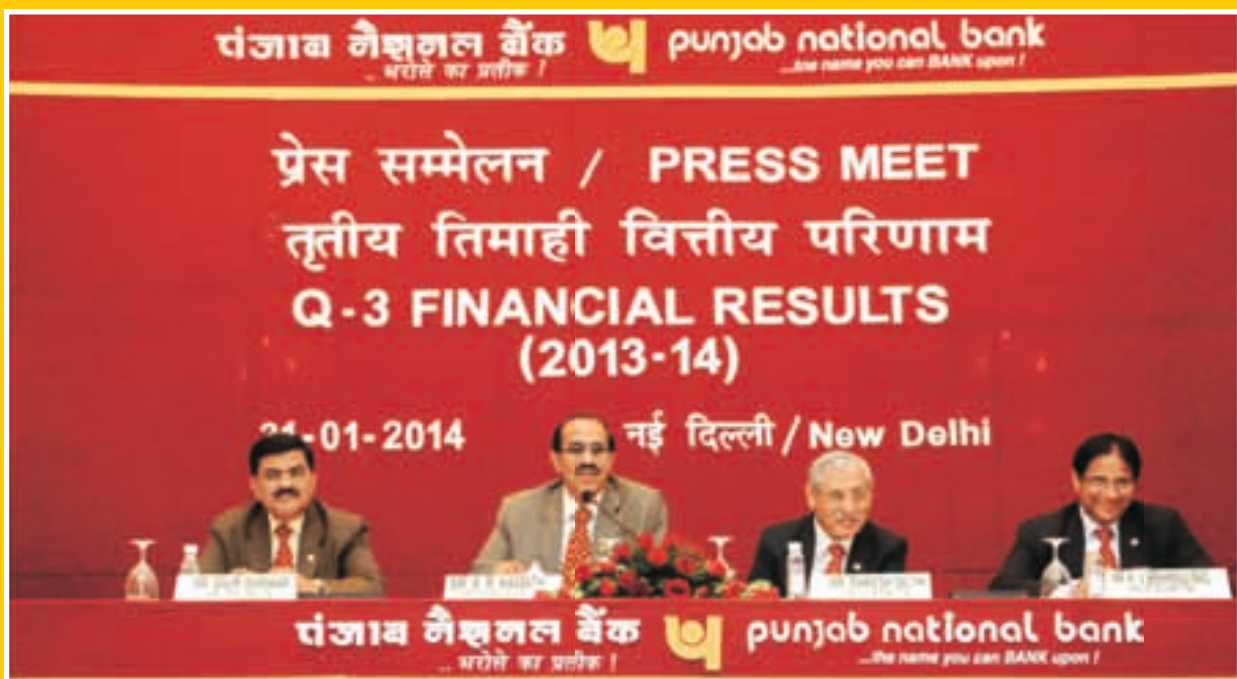 पंजाब नैशनल बैंक punjab national bank
...भरोसे का प्रतीक ! ...the name you can BANK upon !
प्रेस सम्मेलन / PRESS MEET
तृतीय तिमाही वित्तीय परिणाम
Q-3 FINANCIAL RESULTS
(2013-14)
-01-2014 नई दिल्ली / New Delhi
पंजाब नैशनल बैंक punjab national bank
...भरोसे का प्रतीक ! ...the name you can BANK upon !